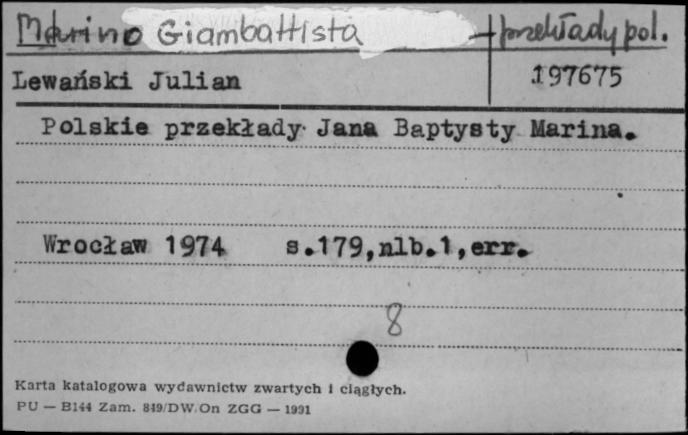 Marino Giambattista - przekłady pol.
Lewański Julian 197675
Polskie przekłady Jana Baptysty Marina.
Wrocław 1974 s.179,nlb.1,err.
8
Karta katalogowa wydawnictw zwartych i ciągłych.
PU — B144 Zam. 849/DW.On ZGG — 1991